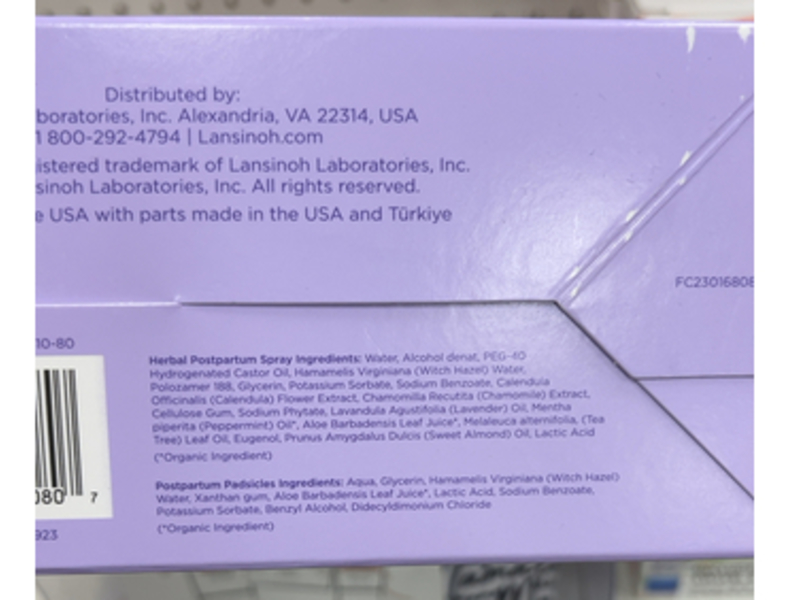 Distributed by:
boratories, Inc. Alexandria, VA 22314, USA
1 800-292-4794 | Lansinoh.com
istered trademark of Lansinoh Laboratories, Inc.
sinoh Laboratories, Inc. All rights reserved.
e USA with parts made in the USA and Türkiye
FC23016808
10-80
Herbal Postpartum Spray Ingredients: Water, Alcohol denat, PEG-40
Hydrogenated Castor Oil, Hamamelis Virginiana (Witch Hazel) Water,
Polozamer 188, Glycerin, Potassium Sorbate, Sodium Benzoate, Calendula
Officinalis (Calendula) Flower Extract, Chamomilla Recutita (Chamomile) Extract,
Cellulose Gum, Sodium Phytate, Lavandula Agustifolia (Lavender) Oil, Mentha
piperita (Peppermint) Oil*, Aloe Barbadensis Leaf Juice*, Melaleuca alternifolia, (Tea
Tree) Leaf Oil, Eugenol, Prunus Amygdalus Dulcis (Sweet Almond) Oil, Lactic Acid
(*Organic Ingredient)
Postpartum Padsicles Ingredients: Aqua, Glycerin, Hamamelis Virginiana (Witch Hazel)
Water, Xanthan gum, Aloe Barbadensis Leaf Juice*, Lactic Acid, Sodium Benzoate,
Potassium Sorbate, Benzyl Alcohol, Didecyldimonium Chloride
(*Organic Ingredient)
080 7
923